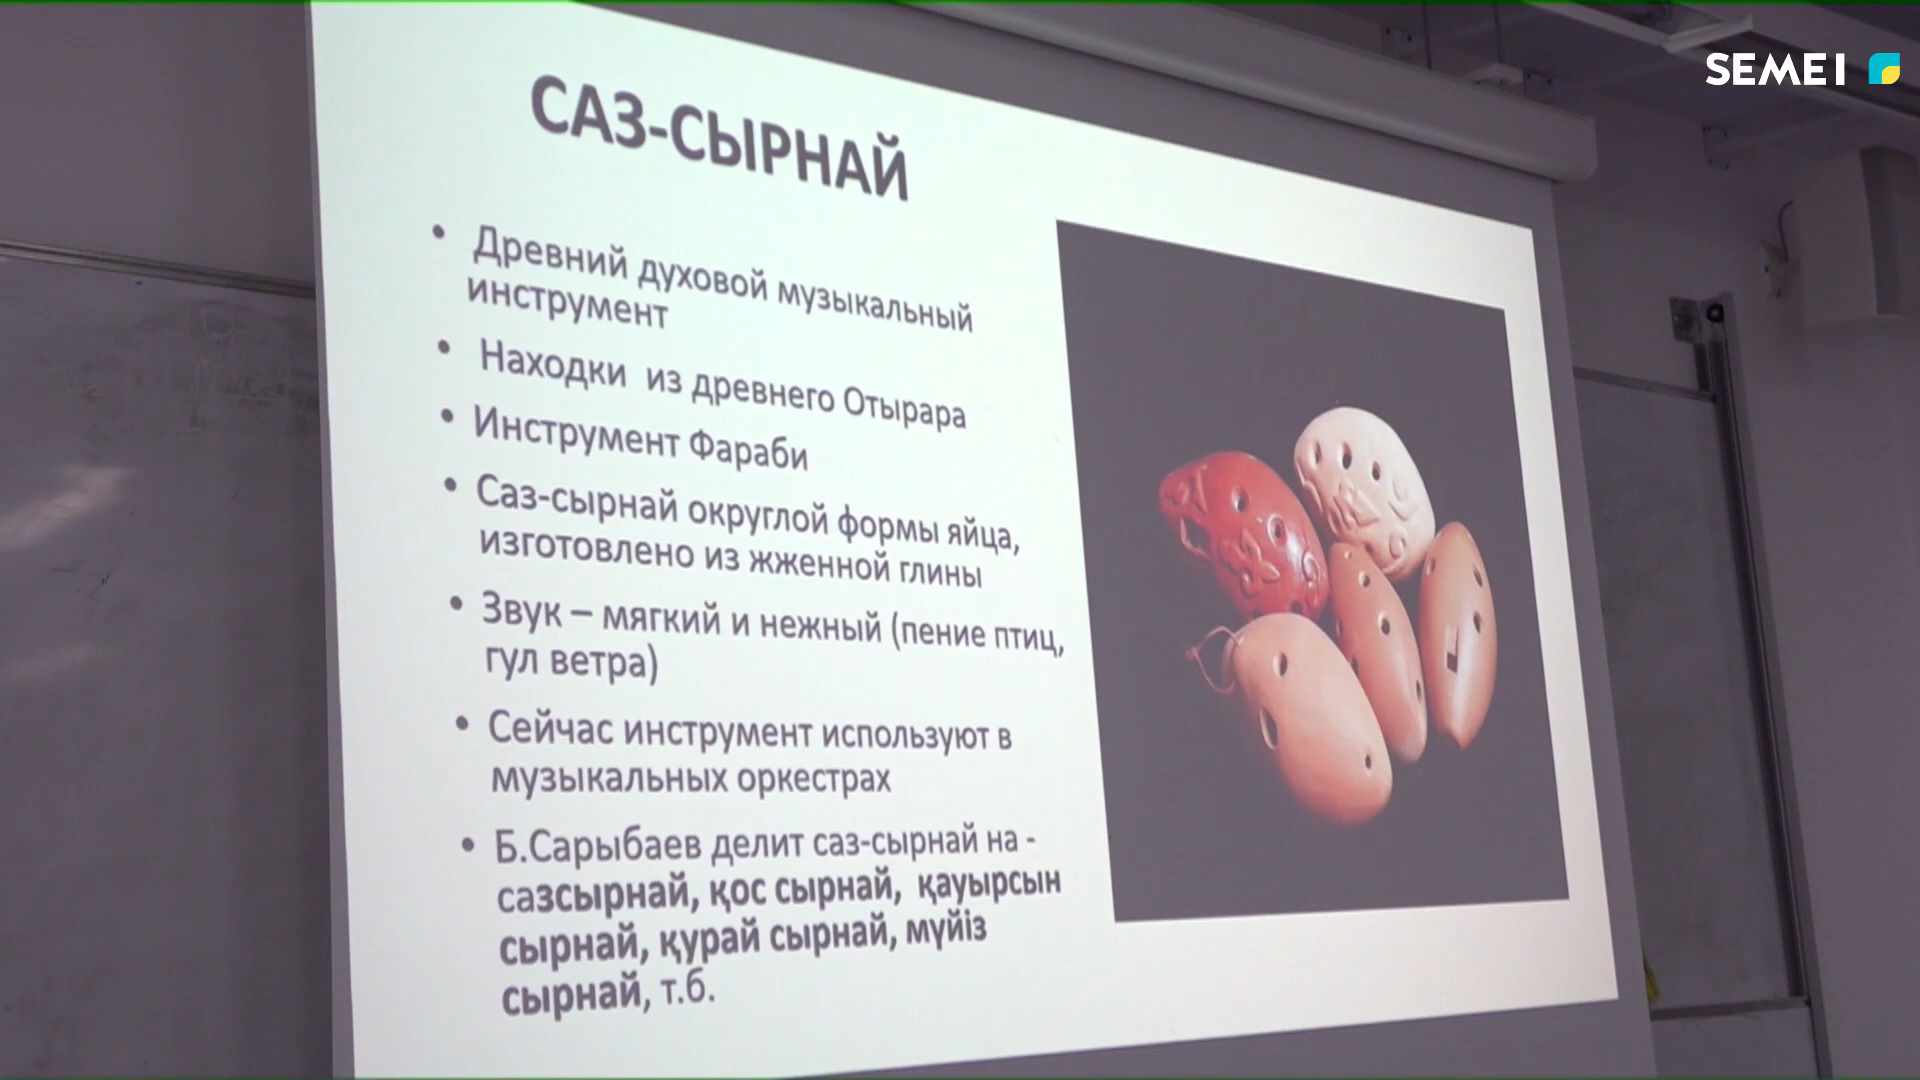 SEMEI
САЗ-СЫРНАЙ
• Древний духовой музыкальный
инструмент
• Находки из древнего Отырара
• Инструмент Фараби
• Саз-сырнай округлой формы яйца,
изготовлено из жженной глины
• Звук – мягкий и нежный (пение птиц,
гул ветра)
• Сейчас инструмент используют в
музыкальных оркестрах
• Б.Сарыбаев делит саз-сырнай на -
сазсырнай, қос сырнай, қауырсын
сырнай, құрай сырнай, мүйіз
сырнай, т.б.